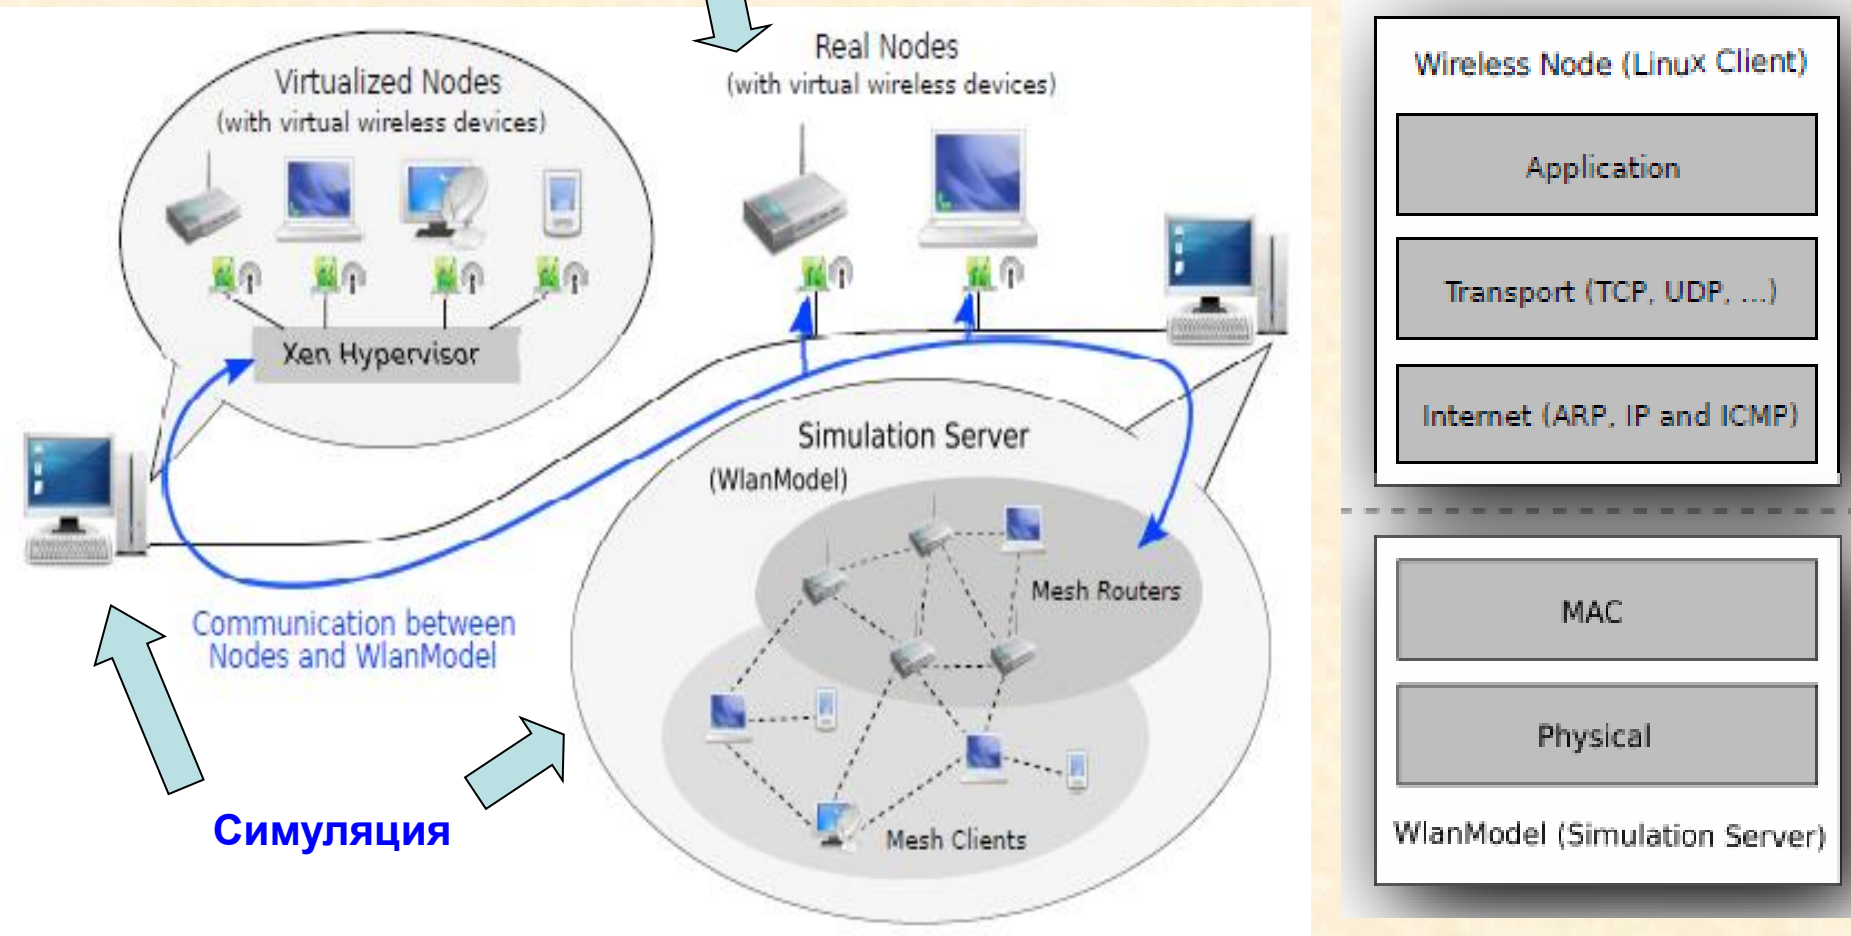 Virtualized Nodes
(with virtual wireless devices)
Xen Hypervisor
Real Nodes
(with virtual wireless devices)
Simulation Server
(WlanModel)
Mesh Routers
Mesh Clients
Communication between
Nodes and WlanModel
Симуляция
Wireless Node (Linux Client)
Application
Transport (TCP, UDP, ...)
Internet (ARP, IP and ICMP)
MAC
Physical
WlanModel (Simulation Server)